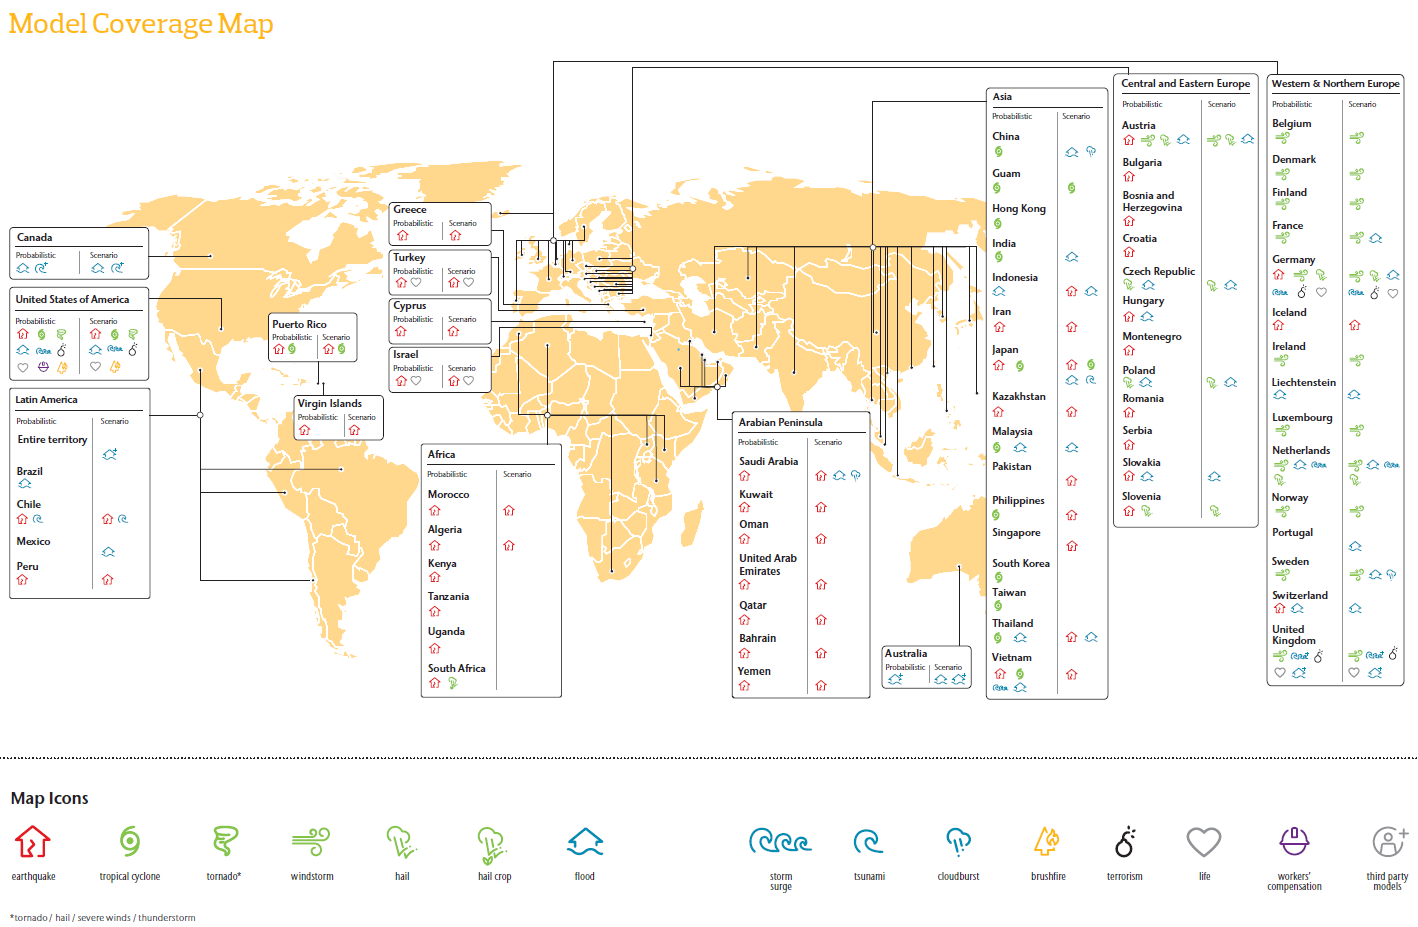 Model Coverage Map
Canada
Probabilistic Scenario
United States of America
Probabilistic Scenario
Latin America
Probabilistic Scenario
Entire territory
Brazil
Chile
Mexico
Peru
Puerto Rico
Probabilistic Scenario
Virgin Islands
Probabilistic Scenario
Greece
Probabilistic Scenario
Turkey
Probabilistic Scenario
Cyprus
Probabilistic Scenario
Israel
Probabilistic Scenario
Africa
Probabilistic Scenario
Morocco
Algeria
Kenya
Tanzania
Uganda
South Africa
Arabian Peninsula
Probabilistic Scenario
Saudi Arabia
Kuwait
Oman
United Arab
Emirates
Qatar
Bahrain
Yemen
Australia
Probabilistic Scenario
Asia
Probabilistic Scenario
China
Guam
Hong Kong
India
Indonesia
Iran
Japan
Kazakhstan
Malaysia
Pakistan
Philippines
Singapore
South Korea
Taiwan
Thailand
Vietnam
Central and Eastern Europe
Probabilistic Scenario
Austria
Bulgaria
Bosnia and
Herzegovina
Croatia
Czech Republic
Hungary
Montenegro
Poland
Romania
Serbia
Slovakia
Slovenia
Western & Northern Europe
Probabilistic Scenario
Belgium
Denmark
Finland
France
Germany
Iceland
Ireland
Liechtenstein
Luxembourg
Netherlands
Norway
Portugal
Sweden
Switzerland
United
Kingdom
Map Icons
earthquake
tropical cyclone
tornado*
windstorm
hail
hail crop
flood
storm
surge
tsunami
cloudburst
brushfire
terrorism
life
workers'
compensation
third party
models
*tornado / hail / severe winds / thunderstorm